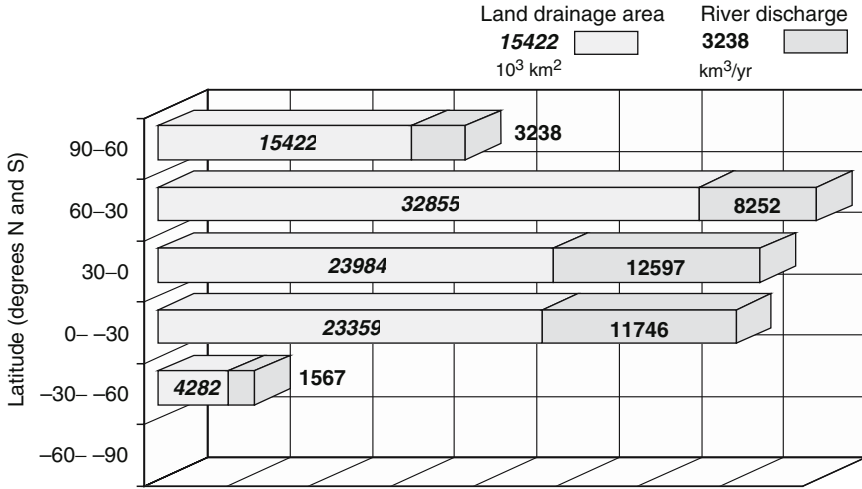 Land drainage area River discharge
15422 3238
10³ km² km³/yr
Latitude (degrees N and S)
90–60 15422 3238
60–30 32855 8252
30–0 23984 12597
0– –30 23359 11746
–30– –60 4282 1567
–60– –90